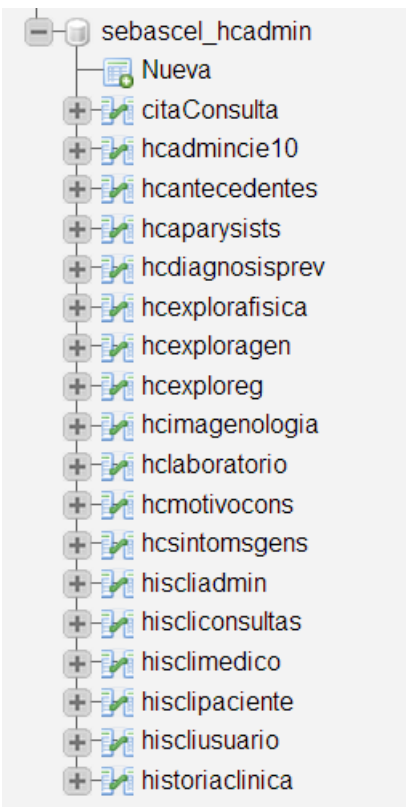 sebascel_hcadmin
Nueva
citaConsulta
hcadmincie10
hcantecedentes
hcaparysists
hcdiagnosisprev
hcexplorafisica
hcexploragen
hcexploreg
hcimagenologia
hclaboratorio
hcmotivocons
hcsintomsgens
hiscliadmin
hiscliconsultas
hisclimedico
hisclipaciente
hiscliusuario
historiaclinica